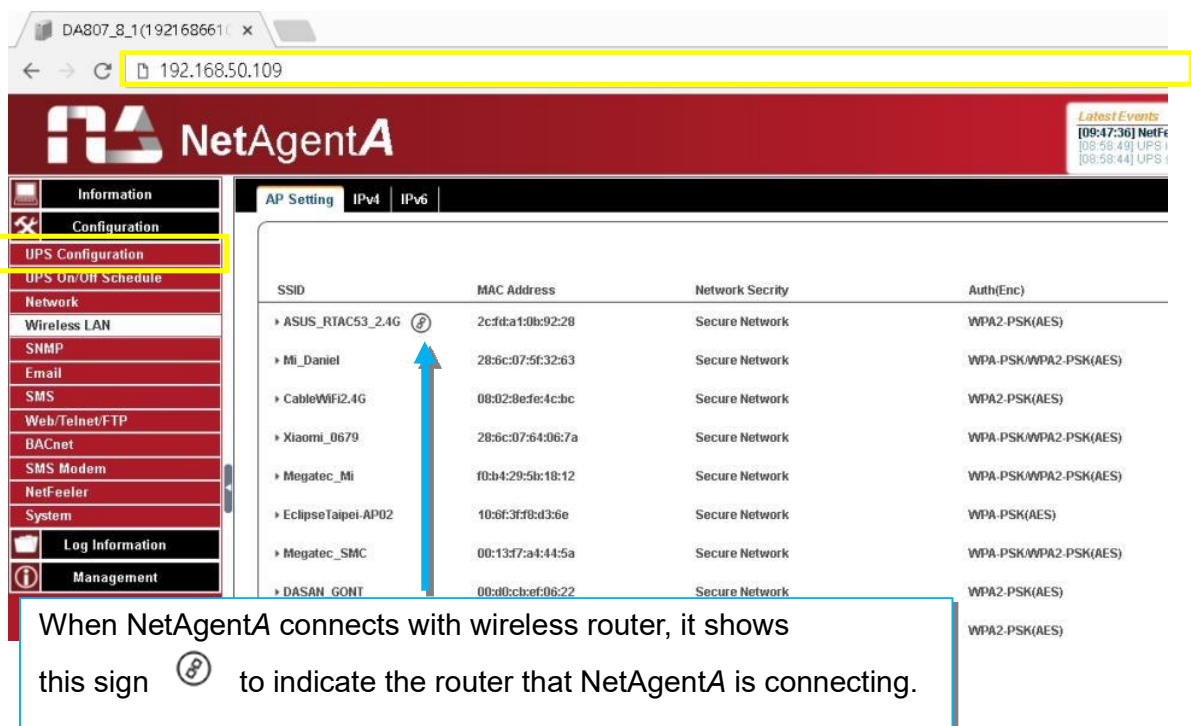 DA807_8_1(192168661
192.168.50.109
NetAgentA
Latest Events
[09:47:36] NetFe
[08:58:49] UPS
[08:58:44] UPS
Information
Configuration
UPS Configuration
UPS On/Off Schedule
Network
Wireless LAN
SNMP
Email
SMS
Web/Telnet/FTP
BACnet
SMS Modem
NetFeeler
System
Log Information
Management
AP Setting IPv4 IPv6
SSID MAC Address Network Secrity Auth(Enc)
ASUS_RTAC53_2.4G 2c:fd:a1:0b:92:28 Secure Network WPA2-PSK(AES)
Mi_Daniel 28:6c:07:5f:32:63 Secure Network WPA-PSK/WPA2-PSK(AES)
CableWiFi2.4G 08:02:8e:fe:4c:bc Secure Network WPA2-PSK(AES)
Xiaomi_0679 28:6c:07:64:06:7a Secure Network WPA-PSK/WPA2-PSK(AES)
Megatec_Mi f0:b4:29:5b:18:12 Secure Network WPA-PSK/WPA2-PSK(AES)
EclipseTaipei-AP02 10:6f:3f:f8:d3:6e Secure Network WPA-PSK(AES)
Megatec_SMC 00:13:f7:a4:44:5a Secure Network WPA-PSK/WPA2-PSK(AES)
DASAN_GONT 00:d0:cb:ef:06:22 Secure Network WPA2-PSK(AES)
WPA2-PSK(AES)
When NetAgentA connects with wireless router, it shows
this sign to indicate the router that NetAgentA is connecting.